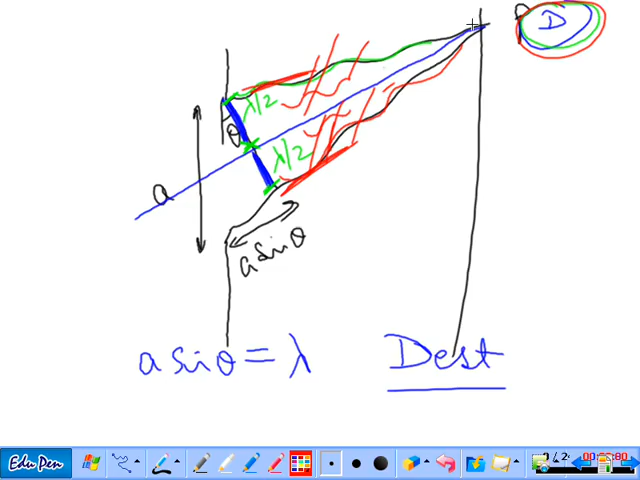 P D
λ/2
θ
λ/2
a
a sin θ
a sin θ = λ Dest
Edu Pen